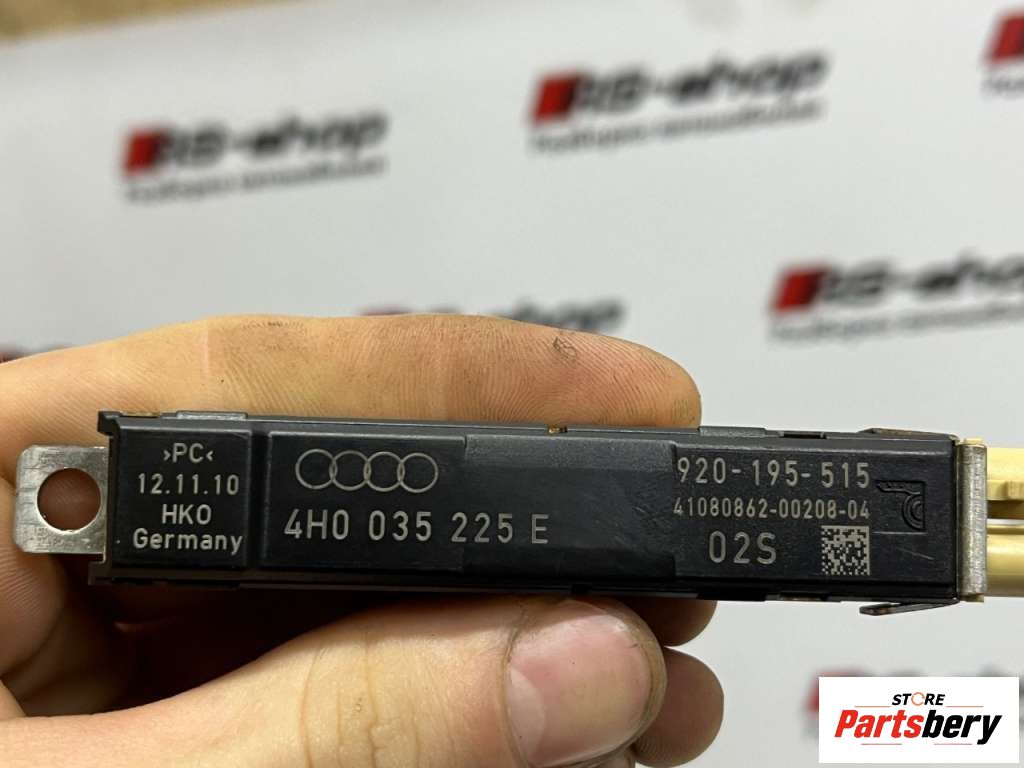 RS-shop
RS-shop
RS-shop
>PC<
12.11.10
HKO
Germany
4H0 035 225 E
920-195-515
41080862-00208-04
02S
STORE
Partsbery